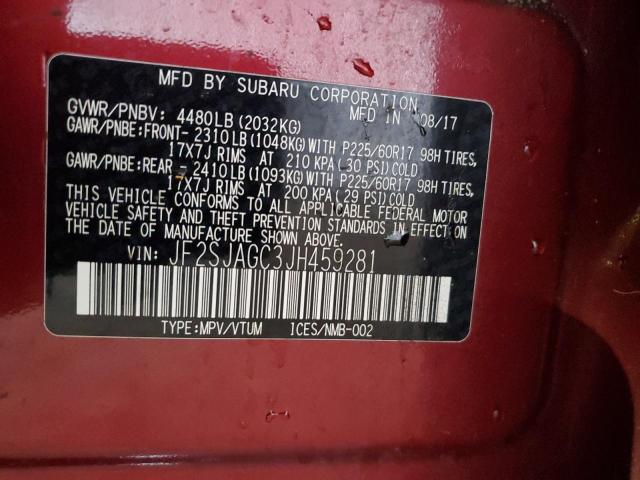 MFD BY SUBARU CORPORATION
GVWR/PNBV: 4480LB (2032KG) MFD IN 08/17
GAWR/PNBE:FRONT- 2310LB (1048KG) WITH P225/60R17 98H TIRES,
17X7J RIMS AT 210 KPA (30 PSI) COLD
GAWR/PNBE:REAR - 2410LB (1093KG) WITH P225/60R17 98H TIRES,
17X7J RIMS AT 200 KPA (29 PSI) COLD
THIS VEHICLE CONFORMS TO ALL APPLICABLE FEDERAL MOTOR
VEHICLE SAFETY AND THEFT PREVENTION STANDARDS IN EFFECT ON
THE DATE OF MANUFACTURE SHOWN ABOVE.
VIN: JF2SJAGC3JH459281
TYPE:MPV/VTUM ICES/NMB-002